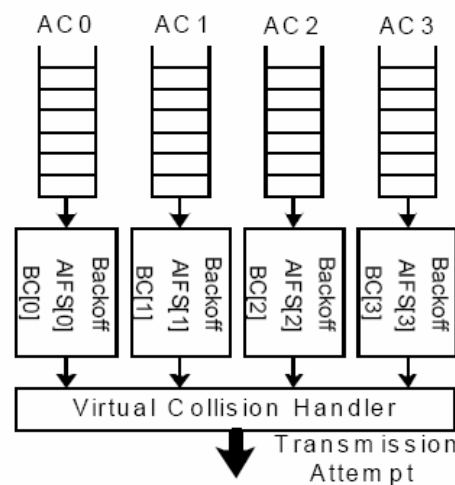 AC0 AC1 AC2 AC3
Backoff
AIFS[0]
BC[0]
Backoff
AIFS[1]
BC[1]
Backoff
AIFS[2]
BC[2]
Backoff
AIFS[3]
BC[3]
Virtual Collision Handler
Transmission
Attempt